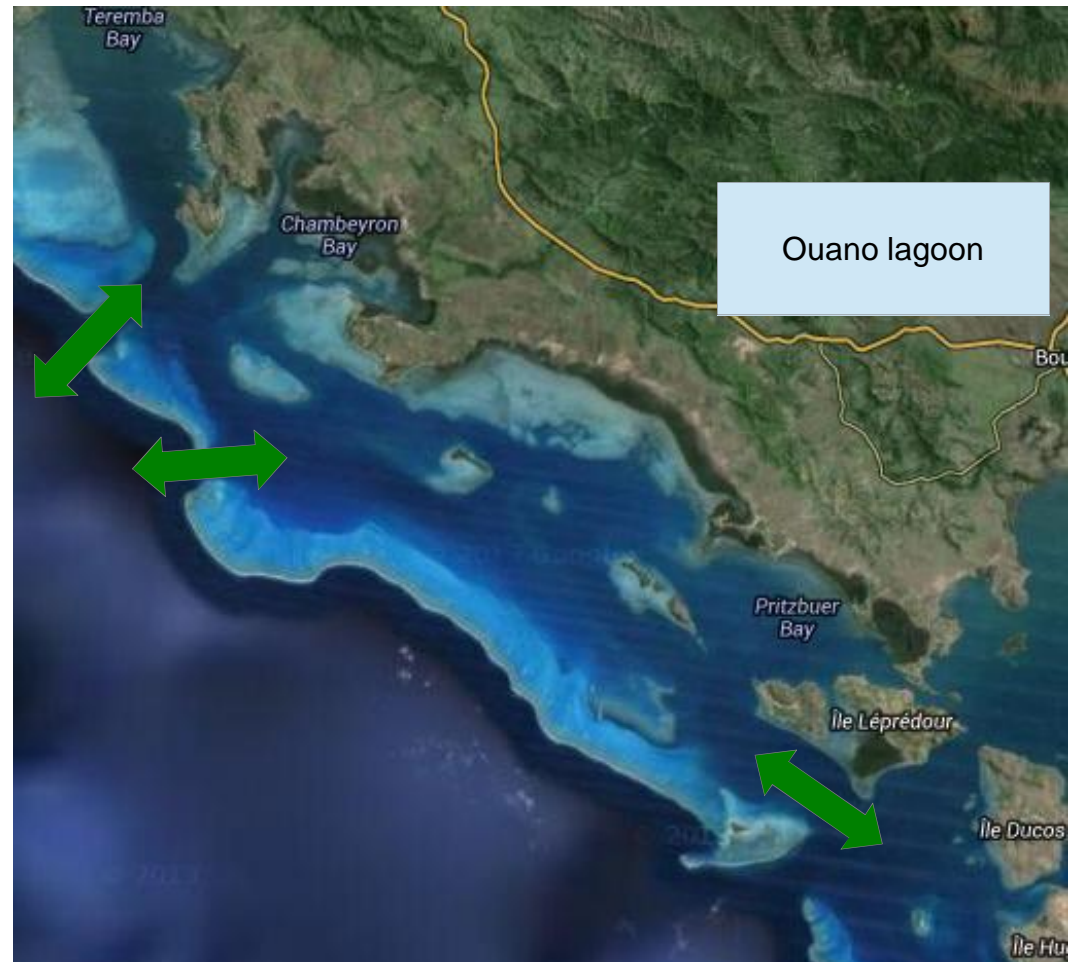 Teremba
Bay
Chambeyron
Bay
Ouano lagoon
Bou
Pritzbuer
Bay
Île Léprédour
Île Ducos
Île Hu